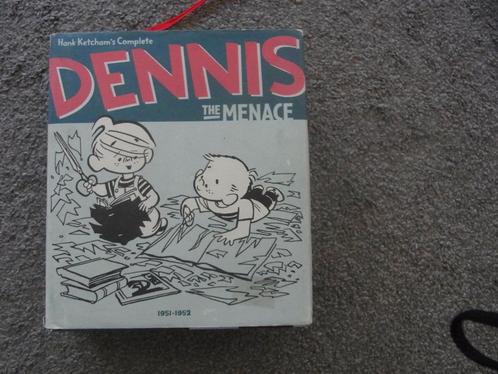 Hank Ketcham's Complete
DENNIS
THE MENACE
1951-1952